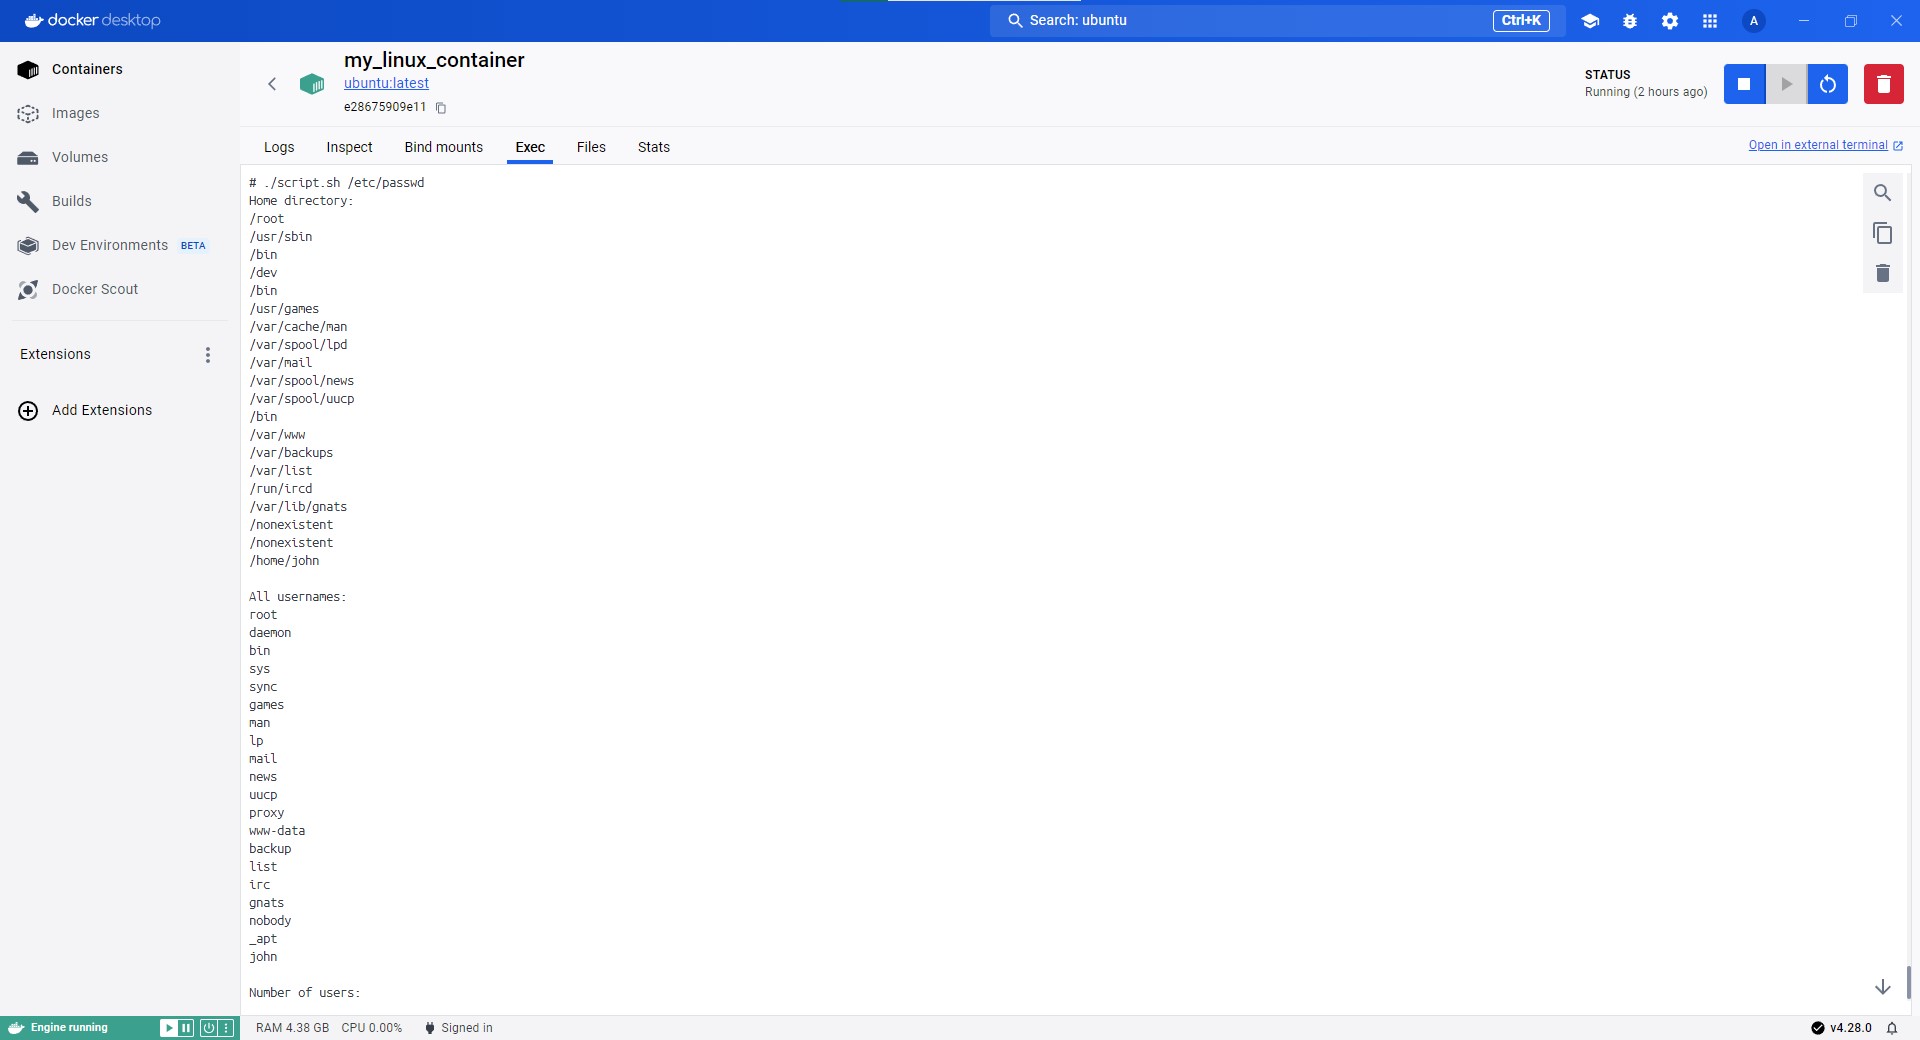 docker desktop
Search: ubuntu
Ctrl+K
A
Containers
Images
Volumes
Builds
Dev Environments BETA
Docker Scout
Extensions
Add Extensions
my_linux_container
ubuntu:latest
e28675909e11
STATUS
Running (2 hours ago)
Logs Inspect Bind mounts Exec Files Stats
Open in external terminal
# ./script.sh /etc/passwd
Home directory:
/root
/usr/sbin
/bin
/dev
/bin
/usr/games
/var/cache/man
/var/spool/lpd
/var/mail
/var/spool/news
/var/spool/uucp
/bin
/var/www
/var/backups
/var/list
/run/ircd
/var/lib/gnats
/nonexistent
/nonexistent
/home/john
All usernames:
root
daemon
bin
sys
sync
games
man
lp
mail
news
uucp
proxy
www-data
backup
list
irc
gnats
nobody
_apt
john
Number of users:
Engine running
RAM 4.38 GB CPU 0.00% Signed in
v4.28.0